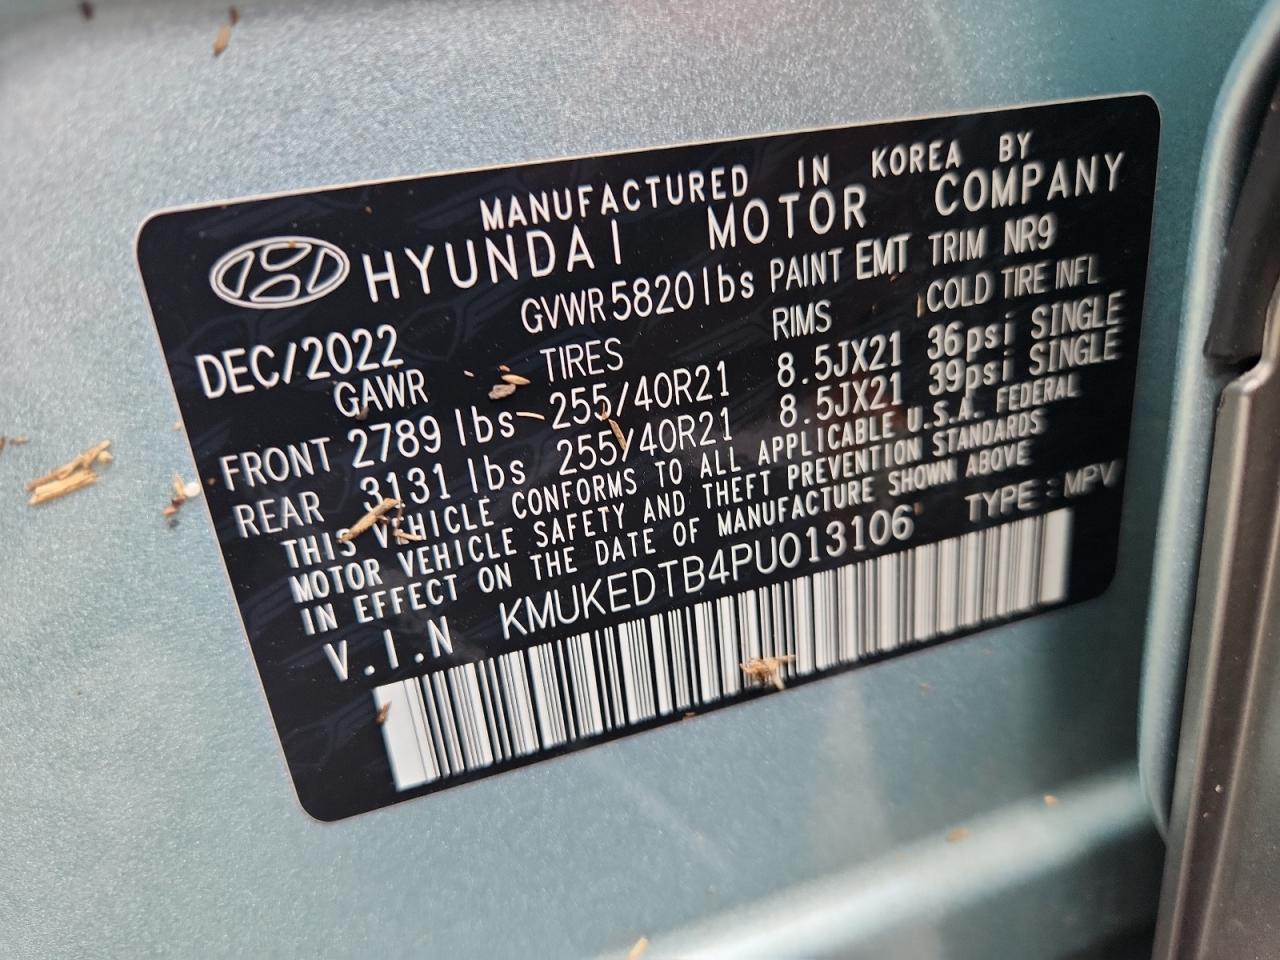 MANUFACTURED IN KOREA BY
HYUNDAI MOTOR COMPANY
DEC/2022 GVWR 5820 lbs PAINT EMT TRIM NR9
GAWR TIRES RIMS COLD TIRE INFL
FRONT 2789 lbs 255/40R21 8.5JX21 36psi SINGLE
REAR 3131 lbs 255/40R21 8.5JX21 39psi SINGLE
THIS VEHICLE CONFORMS TO ALL APPLICABLE U.S.A. FEDERAL
MOTOR VEHICLE SAFETY AND THEFT PREVENTION STANDARDS
IN EFFECT ON THE DATE OF MANUFACTURE SHOWN ABOVE
V.I.N KMUKEDTB4PU013106 TYPE : MPV